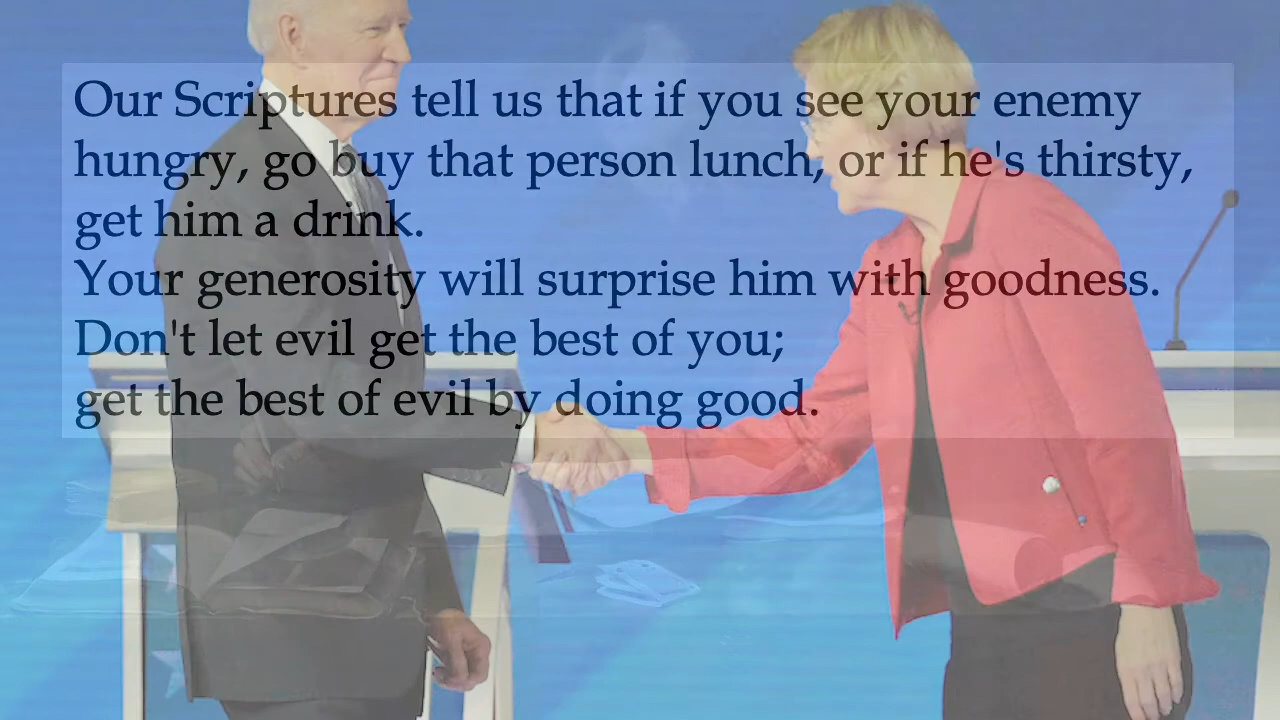 Our Scriptures tell us that if you see your enemy
hungry, go buy that person lunch, or if he's thirsty,
get him a drink.
Your generosity will surprise him with goodness.
Don't let evil get the best of you;
get the best of evil by doing good.